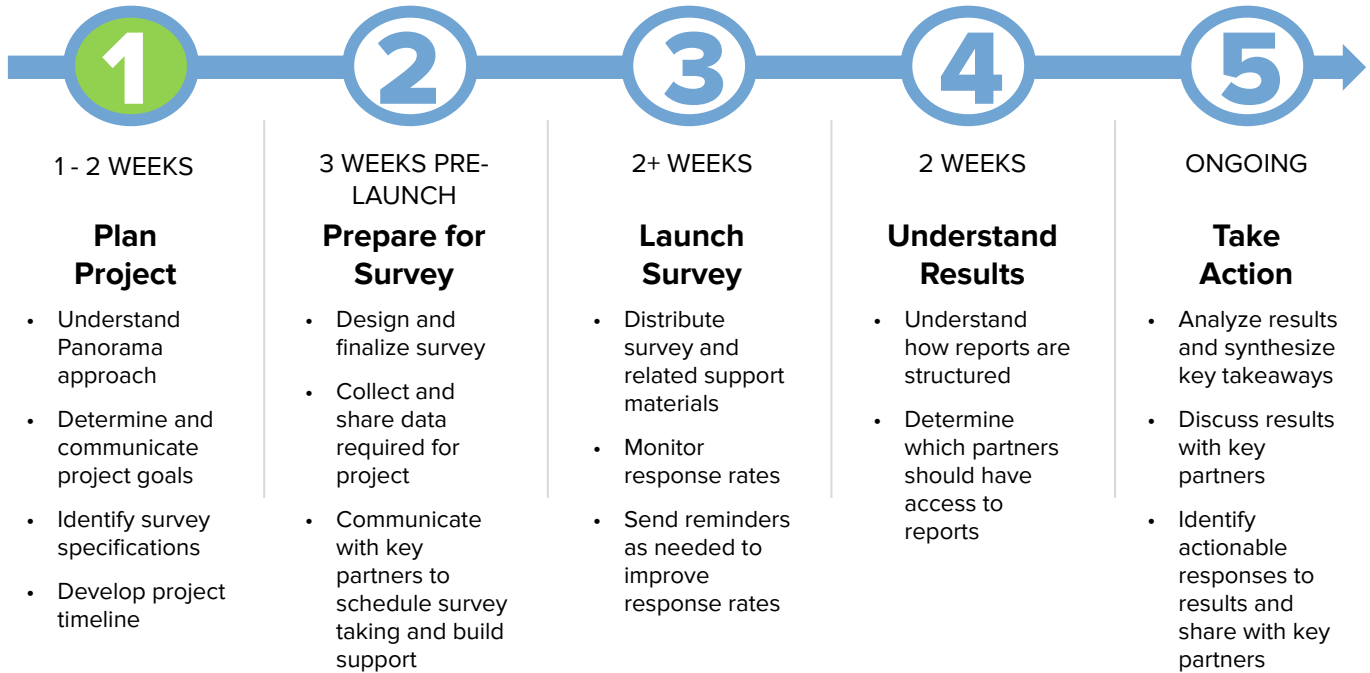 1
1 - 2 WEEKS
Plan
Project
• Understand
Panorama
approach
• Determine and
communicate
project goals
• Identify survey
specifications
• Develop project
timeline
2
3 WEEKS PRE-
LAUNCH
Prepare for
Survey
• Design and
finalize survey
• Collect and
share data
required for
project
• Communicate
with key
partners to
schedule survey
taking and build
support
3
2+ WEEKS
Launch
Survey
• Distribute
survey and
related support
materials
• Monitor
response rates
• Send reminders
as needed to
improve
response rates
4
2 WEEKS
Understand
Results
• Understand
how reports are
structured
• Determine
which partners
should have
access to
reports
5
ONGOING
Take
Action
• Analyze results
and synthesize
key takeaways
• Discuss results
with key
partners
• Identify
actionable
responses to
results and
share with key
partners